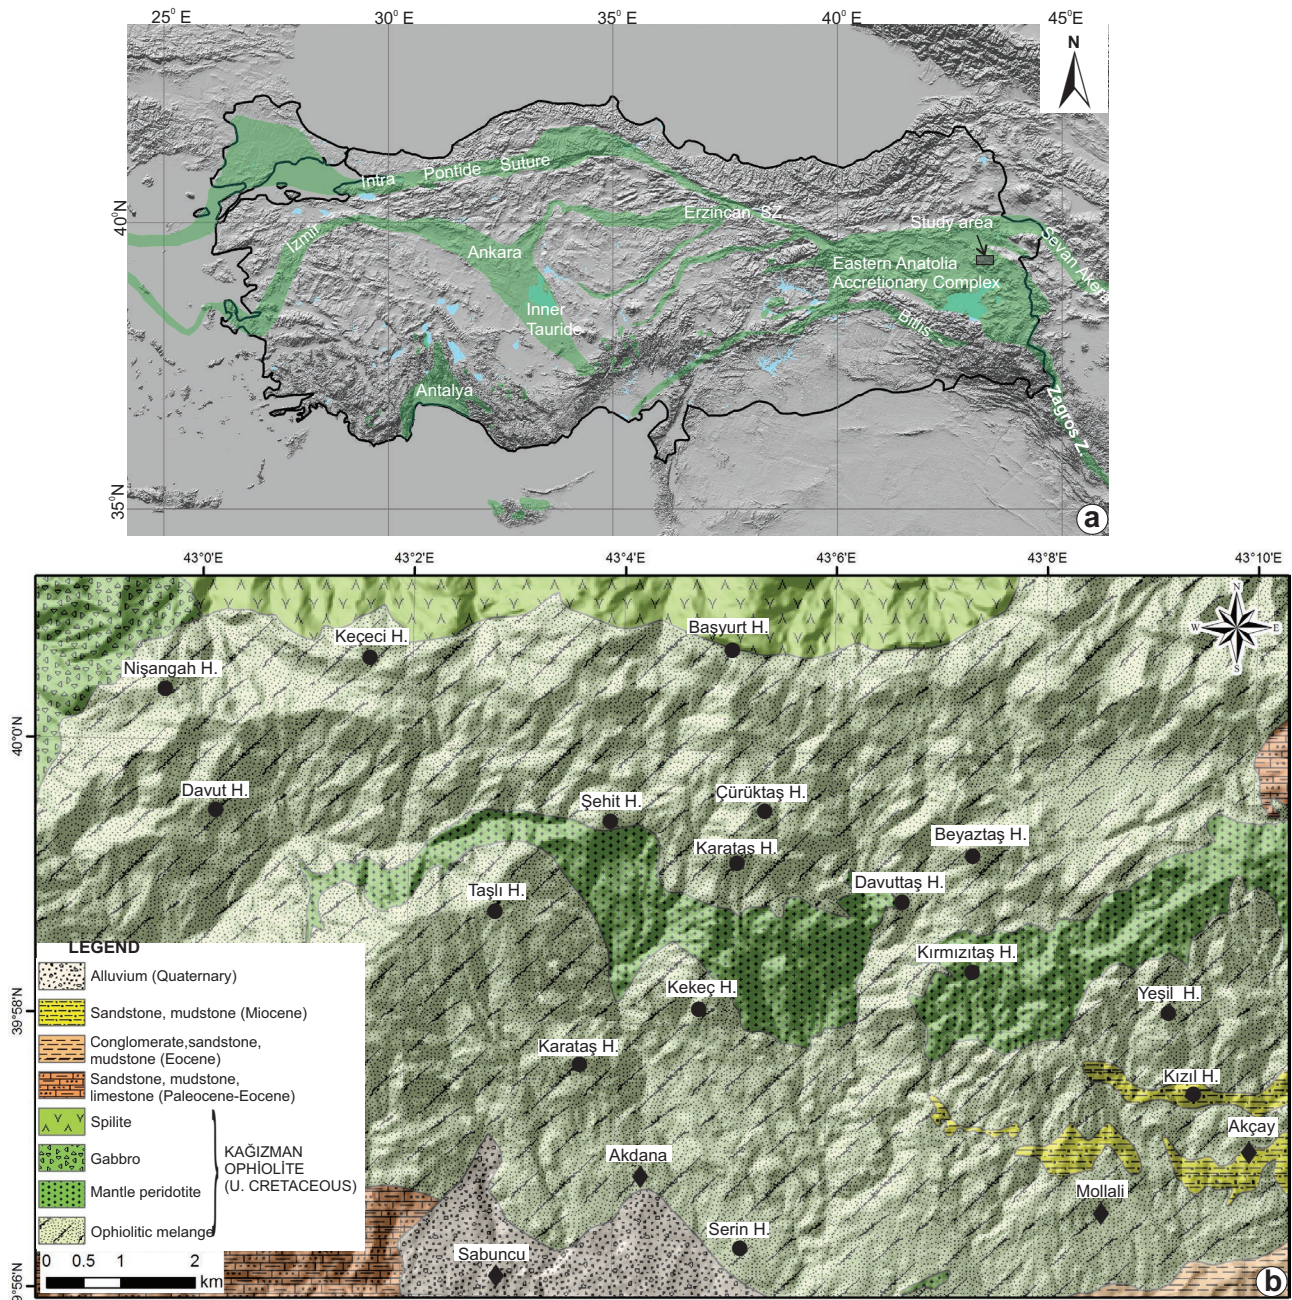 25° E
30°E
35°E
40° E
45°E
N
40°N
35°N
Intra Pontide Suture
İzmir
Ankara
Erzincan SZ
Study area
Sevan Akera
Eastern Anatolia
Accretionary Complex
Inner
Tauride
Bitlis
Antalya
Zagros Z.
a
43°0'E
43°2'E
43°4'E
43°6'E
43°8'E
43°10'E
40°0'N
39°58'N
9°56'N
N
W
E
S
Keçeci H.
Başyurt H.
Nişangah H.
Davut H.
Şehit H.
Çürüktaş H.
Karataş H.
Beyaztaş H.
Taşlı H.
Davuttaş H.
Kırmızıtaş H.
Kekeç H.
Yeşil H.
Karataş H.
Kızıl H.
Akçay
Akdana
Mollali
Serin H.
Sabuncu
LEGEND
Alluvium (Quaternary)
Sandstone, mudstone (Miocene)
Conglomerate,sandstone,
mudstone (Eocene)
Sandstone, mudstone,
limestone (Paleocene-Eocene)
Spilite
Gabbro
Mantle peridotite
Ophiolitic melange
KAĞIZMAN
OPHİOLİTE
(U. CRETACEOUS)
0 0.5 1 2
km
b